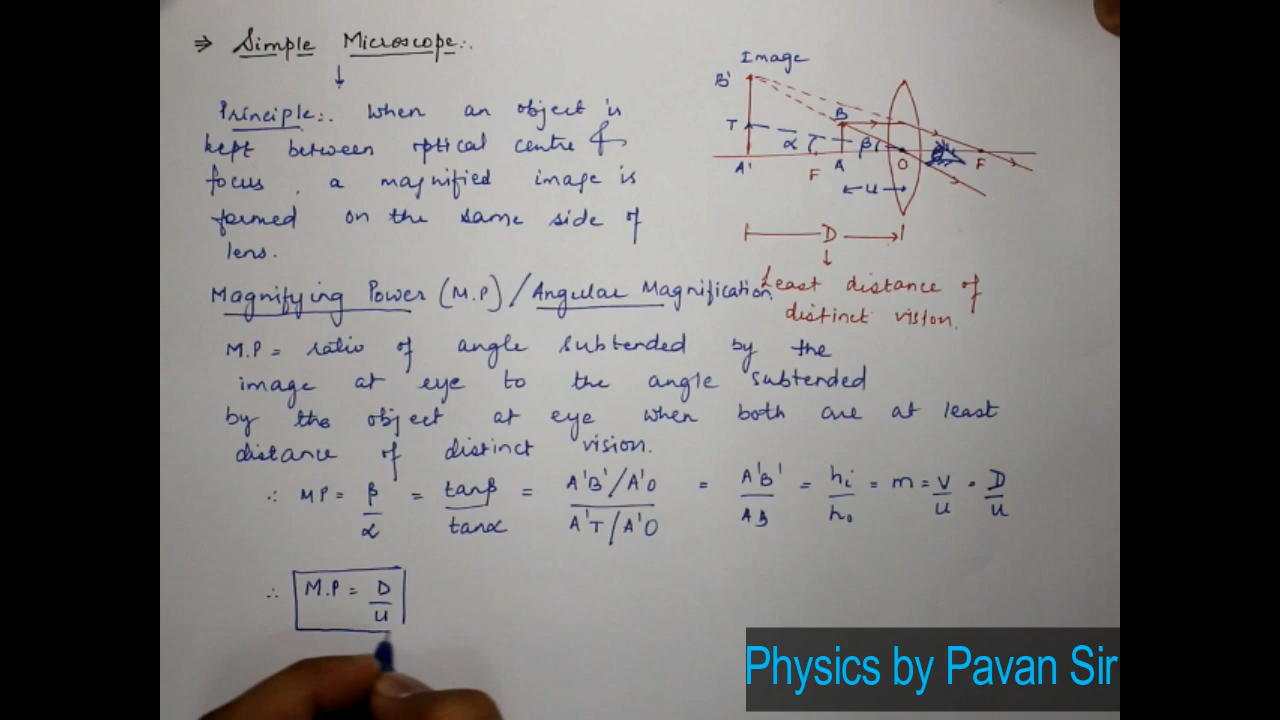 ⇒ Simple Microscope:.
Principle:. When an object is
kept between optical centre &
focus, a magnified image is
formed on the same side of
lens.
Image
B'
T
A'
B
α
β
F
A
O
F
u
D
Least distance of
distinct vision.
Magnifying Power (M.P) / Angular Magnification
M.P = ratio of angle subtended by the
image at eye to the angle subtended
by the object at eye when both are at least
distance of distinct vision.
∴ MP = β/α = tanβ/tanα = (A'B'/A'O)/(A'T/A'O) = A'B'/AB = hi/ho = m = v/u = D/u
∴ M.P = D/u
Physics by Pavan Sir